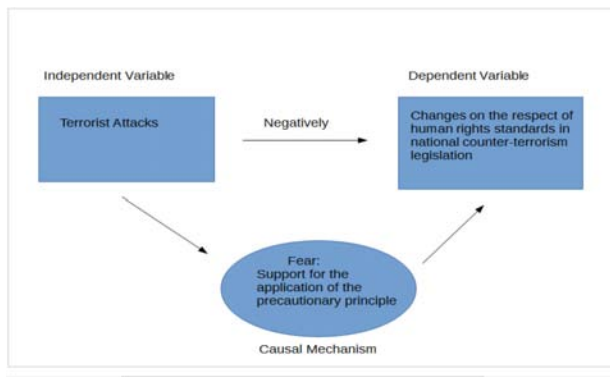 Independent Variable
Dependent Variable
Terrorist Attacks
Negatively
Changes on the respect of
human rights standards in
national counter-terrorism
legislation
Fear:
Support for the
application of the
precautionary principle
Causal Mechanism